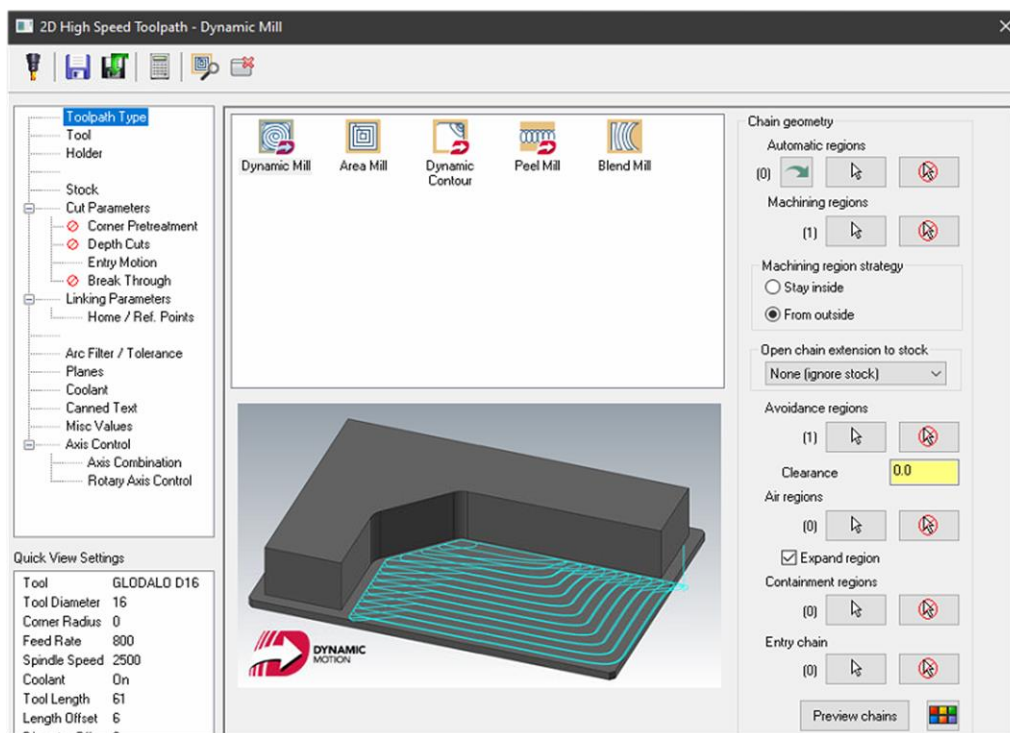 2D High Speed Toolpath - Dynamic Mill
Toolpath Type
Tool
Holder
Stock
Cut Parameters
Corner Pretreatment
Depth Cuts
Entry Motion
Break Through
Linking Parameters
Home / Ref. Points
Arc Filter / Tolerance
Planes
Coolant
Canned Text
Misc Values
Axis Control
Axis Combination
Rotary Axis Control
Quick View Settings
Tool GLODALO D16
Tool Diameter 16
Corner Radius 0
Feed Rate 800
Spindle Speed 2500
Coolant On
Tool Length 61
Length Offset 6
Dynamic Mill
Area Mill
Dynamic
Contour
Peel Mill
Blend Mill
DYNAMIC
MOTION
Chain geometry
Automatic regions
(0)
Machining regions
(1)
Machining region strategy
Stay inside
From outside
Open chain extension to stock
None (ignore stock)
Avoidance regions
(1)
Clearance 0.0
Air regions
(0)
Expand region
Containment regions
(0)
Entry chain
(0)
Preview chains